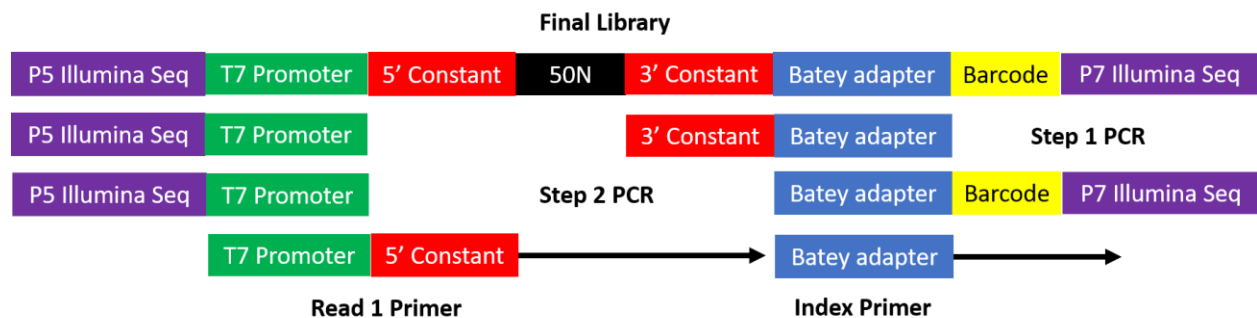 Final Library
P5 Illumina Seq T7 Promoter 5’ Constant 50N 3’ Constant Batey adapter Barcode P7 Illumina Seq
P5 Illumina Seq T7 Promoter 3’ Constant Batey adapter Step 1 PCR
P5 Illumina Seq T7 Promoter Step 2 PCR Batey adapter Barcode P7 Illumina Seq
T7 Promoter 5’ Constant Batey adapter
Read 1 Primer Index Primer